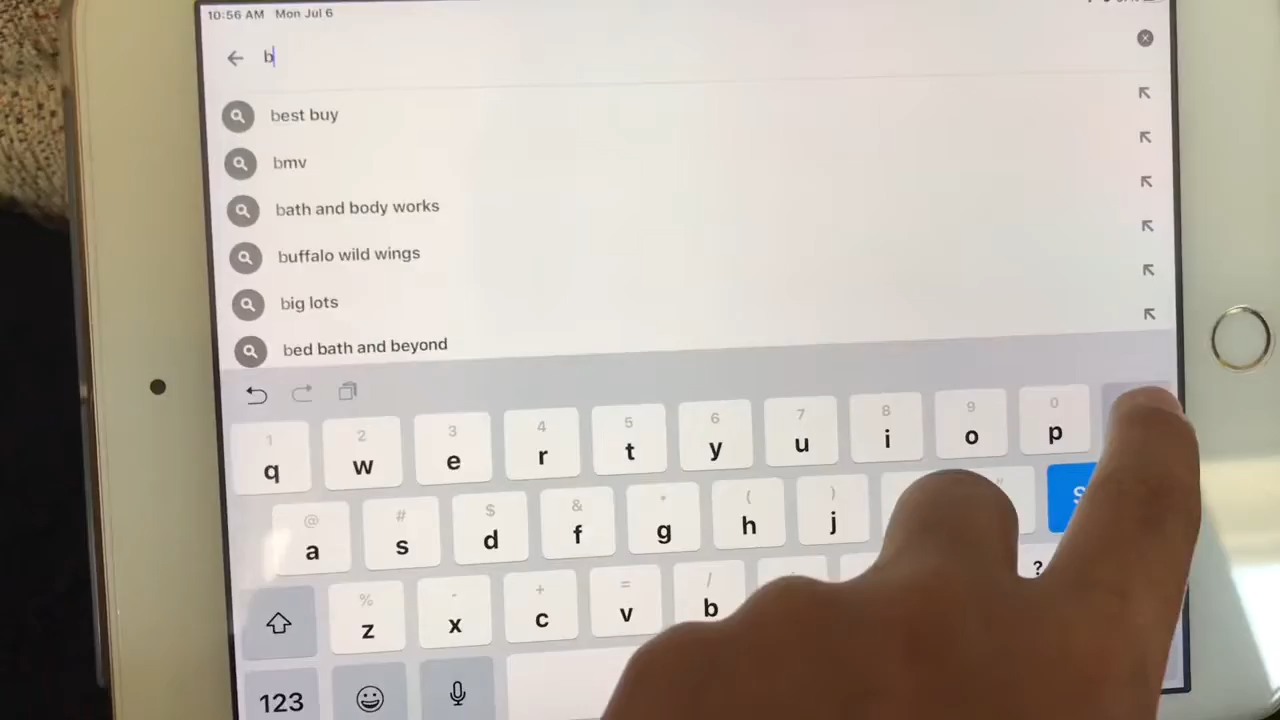 10:56 AM Mon Jul 6
b
best buy
bmv
bath and body works
buffalo wild wings
big lots
bed bath and beyond
1 2 3 4 5 6 7 8 9 0
q w e r t y u i o p
@ # $ & * ( ) "
a s d f g h j S
% - + = /
z x c v b ?
123